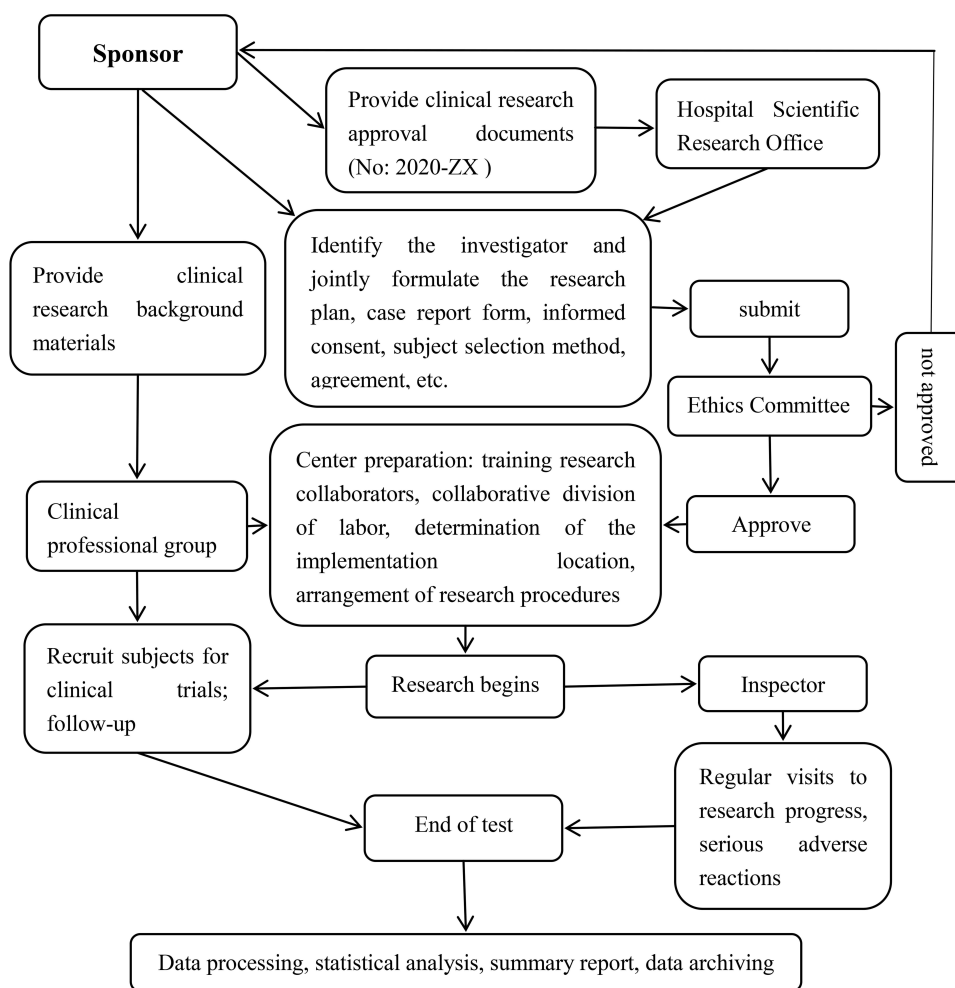 Sponsor
Provide clinical research
approval documents
(No: 2020-ZX )
Hospital Scientific
Research Office
Provide clinical
research background
materials
Identify the investigator and
jointly formulate the research
plan, case report form, informed
consent, subject selection method,
agreement, etc.
submit
not approved
Ethics Committee
Clinical
professional group
Center preparation: training research
collaborators, collaborative division
of labor, determination of the
implementation location,
arrangement of research procedures
Approve
Recruit subjects for
clinical trials;
follow-up
Research begins
Inspector
End of test
Regular visits to
research progress,
serious adverse
reactions
Data processing, statistical analysis, summary report, data archiving